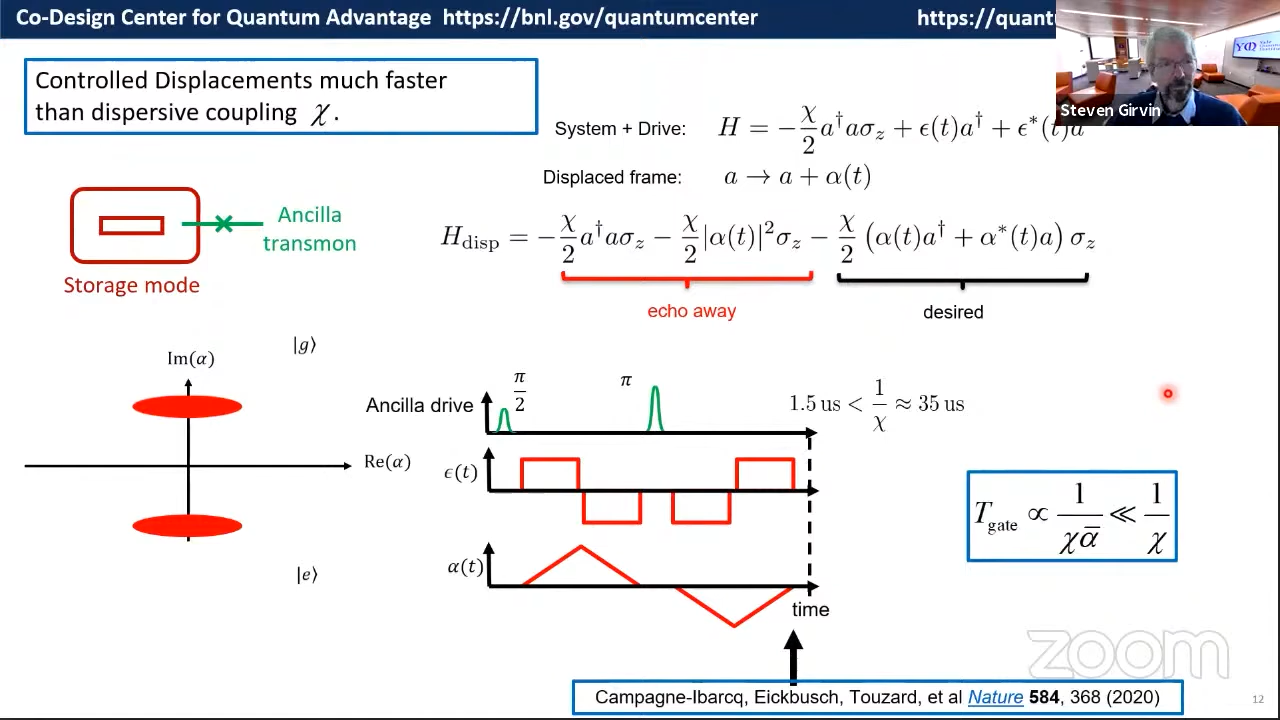 Co-Design Center for Quantum Advantage https://bnl.gov/quantumcenter https://quant
Steven Girvin
Controlled Displacements much faster
than dispersive coupling χ.
System + Drive: H = −χ/2 a†aσ_z + ϵ(t)a† + ϵ*(t)a
Displaced frame: a → a + α(t)
H_disp = −χ/2 a†aσ_z − χ/2 |α(t)|²σ_z − χ/2 (α(t)a† + α*(t)a) σ_z
echo away
desired
Ancilla
transmon
Storage mode
|g⟩
Im(α)
Re(α)
|e⟩
Ancilla drive
π/2
π
1.5 us < 1/χ ≈ 35 us
ϵ(t)
α(t)
time
T_gate ∝ 1/χᾱ ≪ 1/χ
zoom
Campagne-Ibarcq, Eickbusch, Touzard, et al Nature 584, 368 (2020)
12